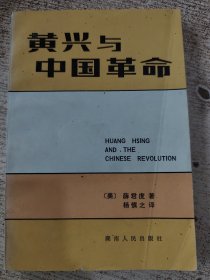 黄兴与
中国革命
HUANG HSING
AND THE
CHINESE REVOLUTION
(美) 薛君度 著
杨慎之 译
湖南人民出版社